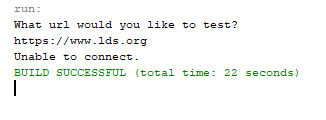 run:
What url would you like to test?
https://www.lds.org
Unable to connect.
BUILD SUCCESSFUL (total time: 22 seconds)